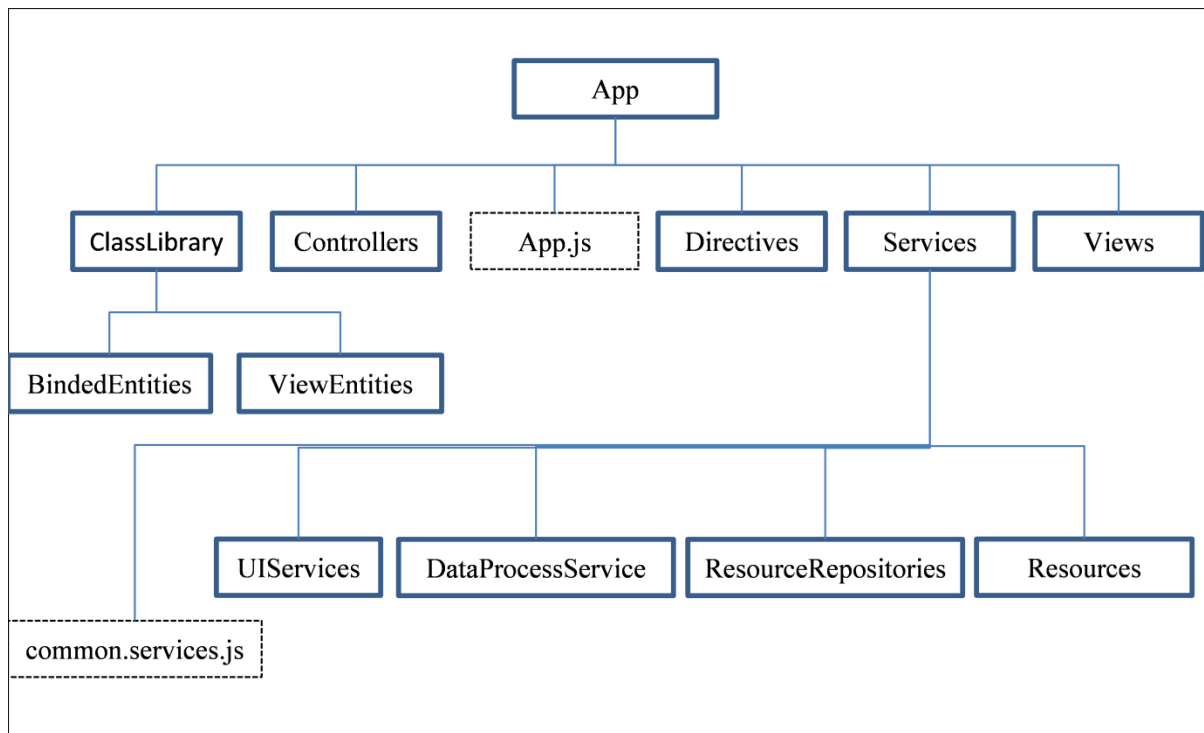 App
ClassLibrary
Controllers
App.js
Directives
Services
Views
BindedEntities
ViewEntities
UIServices
DataProcessService
ResourceRepositories
Resources
common.services.js